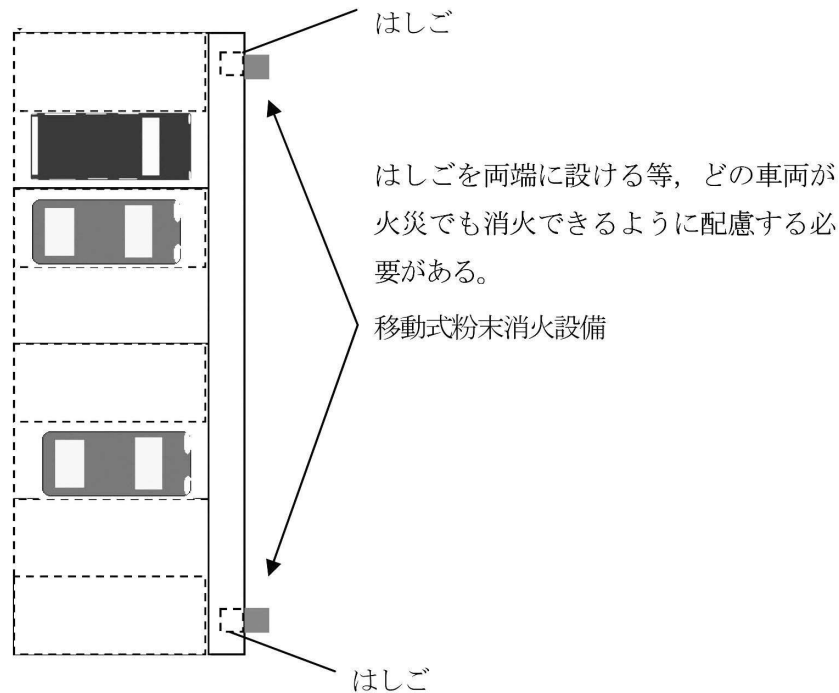 はしご
はしごを両端に設ける等，どの車両が
火災でも消火できるように配慮する必
要がある。
移動式粉末消火設備
はしご